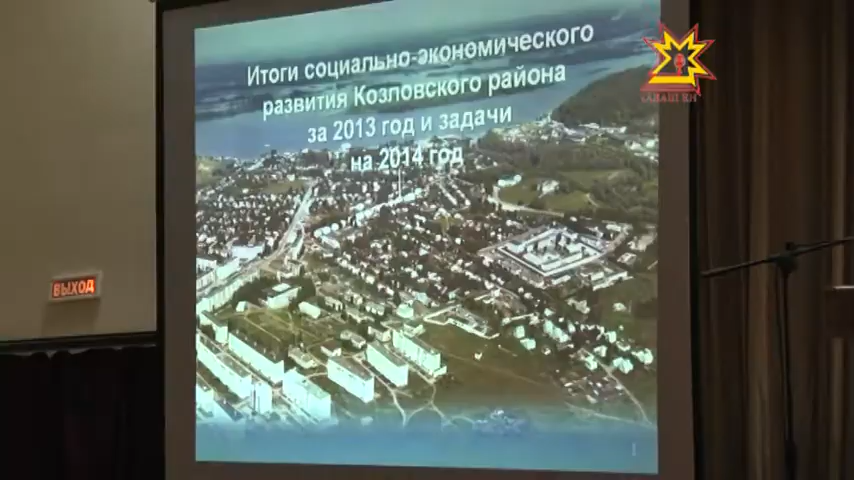 Итоги социально-экономического
развития Козловского района
за 2013 год и задачи
на 2014 год
ВЫХОД